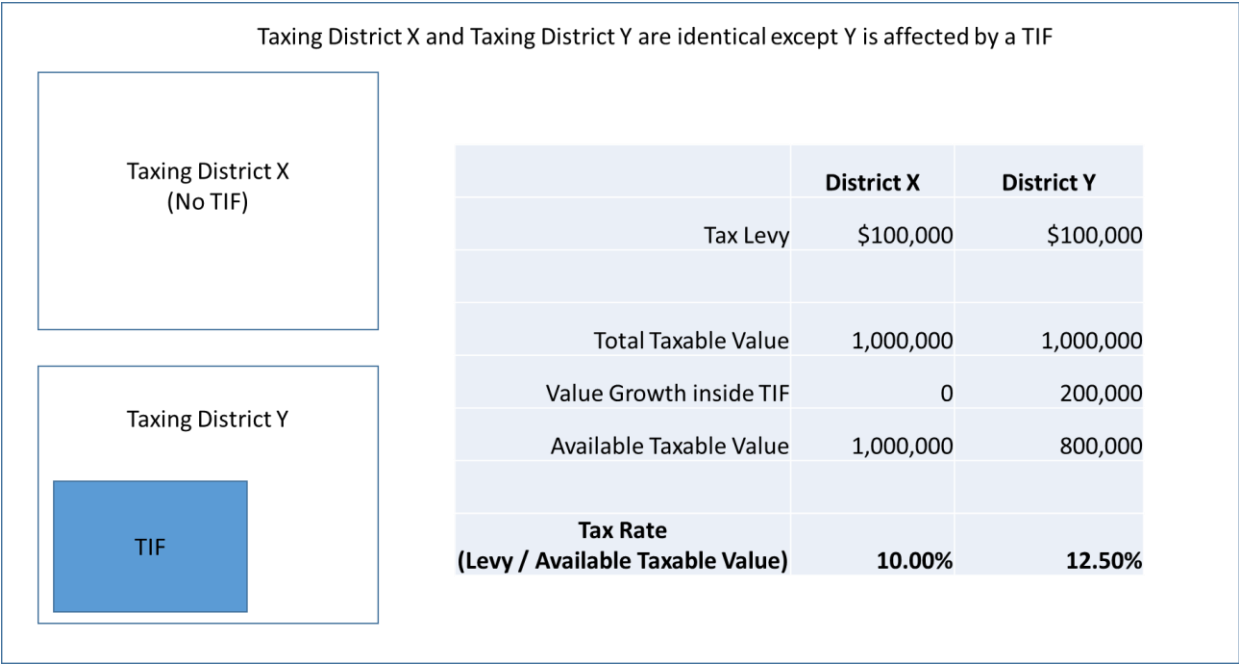 Taxing District X and Taxing District Y are identical except Y is affected by a TIF
Taxing District X
(No TIF)
Taxing District Y
TIF
District X District Y
Tax Levy $100,000 $100,000
Total Taxable Value 1,000,000 1,000,000
Value Growth inside TIF 0 200,000
Available Taxable Value 1,000,000 800,000
Tax Rate
(Levy / Available Taxable Value) 10.00% 12.50%